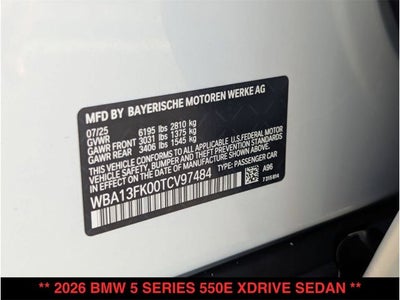 MFD BY BAYERISCHE MOTOREN WERKE AG
07/25
GVWR 6195 lbs 2810 kg
GAWR FRONT 3031 lbs 1375 kg
GAWR REAR 3406 lbs 1545 kg
THIS VEHICLE CONFORMS TO ALL APPLICABLE U.S. FEDERAL
MOTOR VEHICLE SAFETY, BUMPER, AND THEFT PREVENTION
STANDARDS IN EFFECT ON THE DATE OF MANUFACTURE SHOWN ABOVE.
WBA13FK00TCV97484 TYPE: PASSENGER CAR
A96
** 2026 BMW 5 SERIES 550E XDRIVE SEDAN **